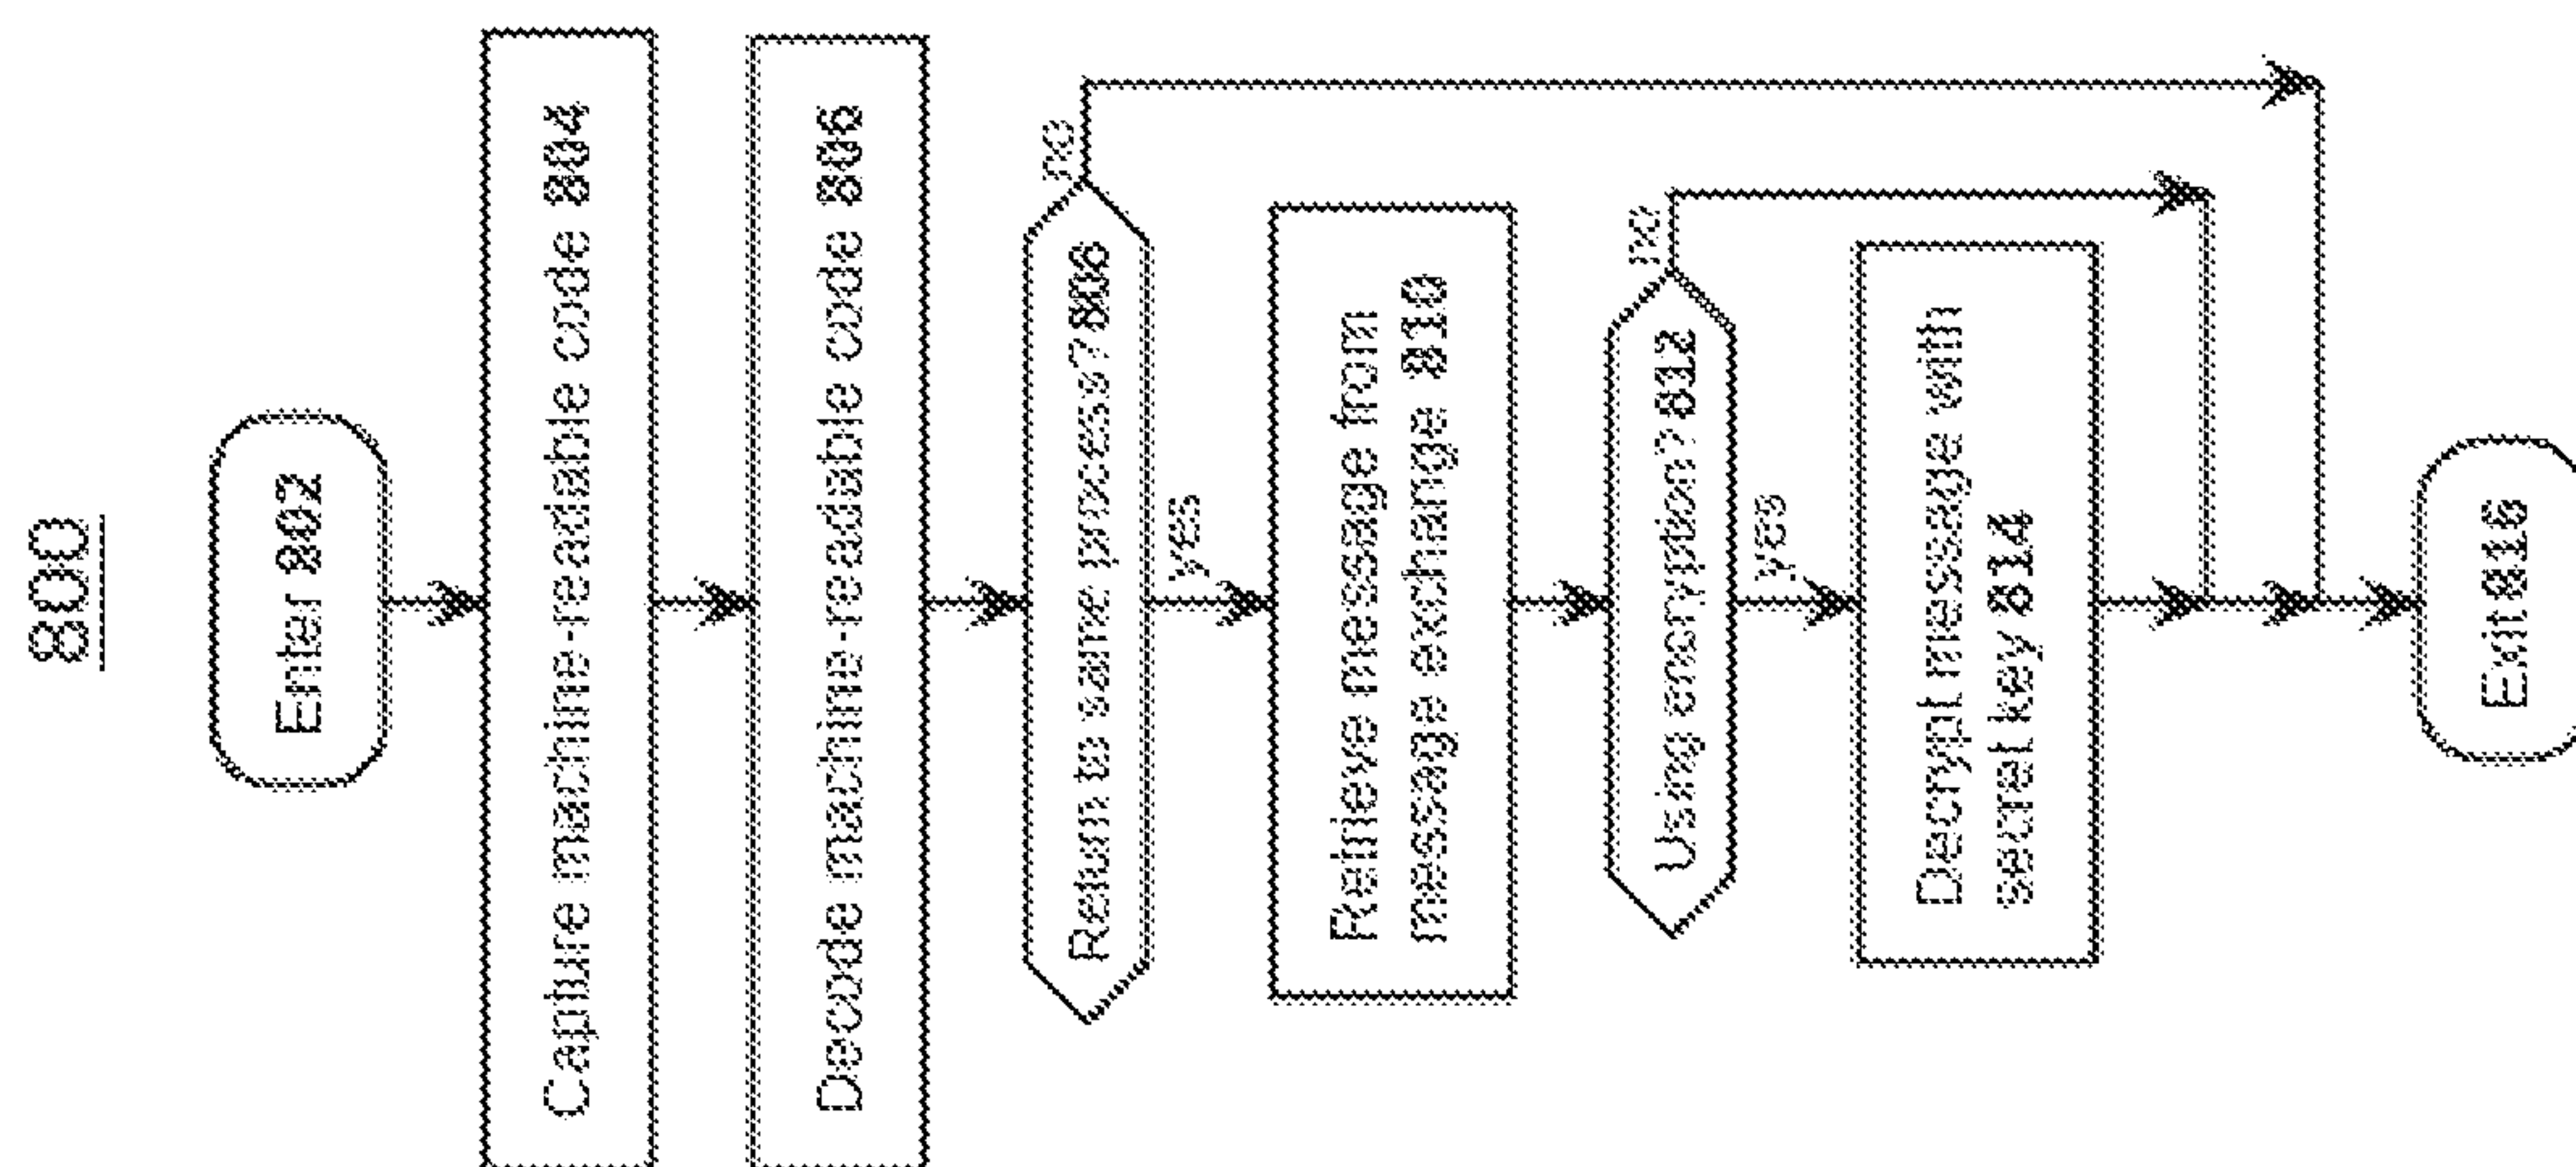 800
Enter 802
Capture machine-readable code 804
Decode machine-readable code 806
Return to same process? 808
no
yes
Retrieve message from
message exchange 810
Using encryption? 812
no
yes
Decrypt message with
secret key 814
Exit 816